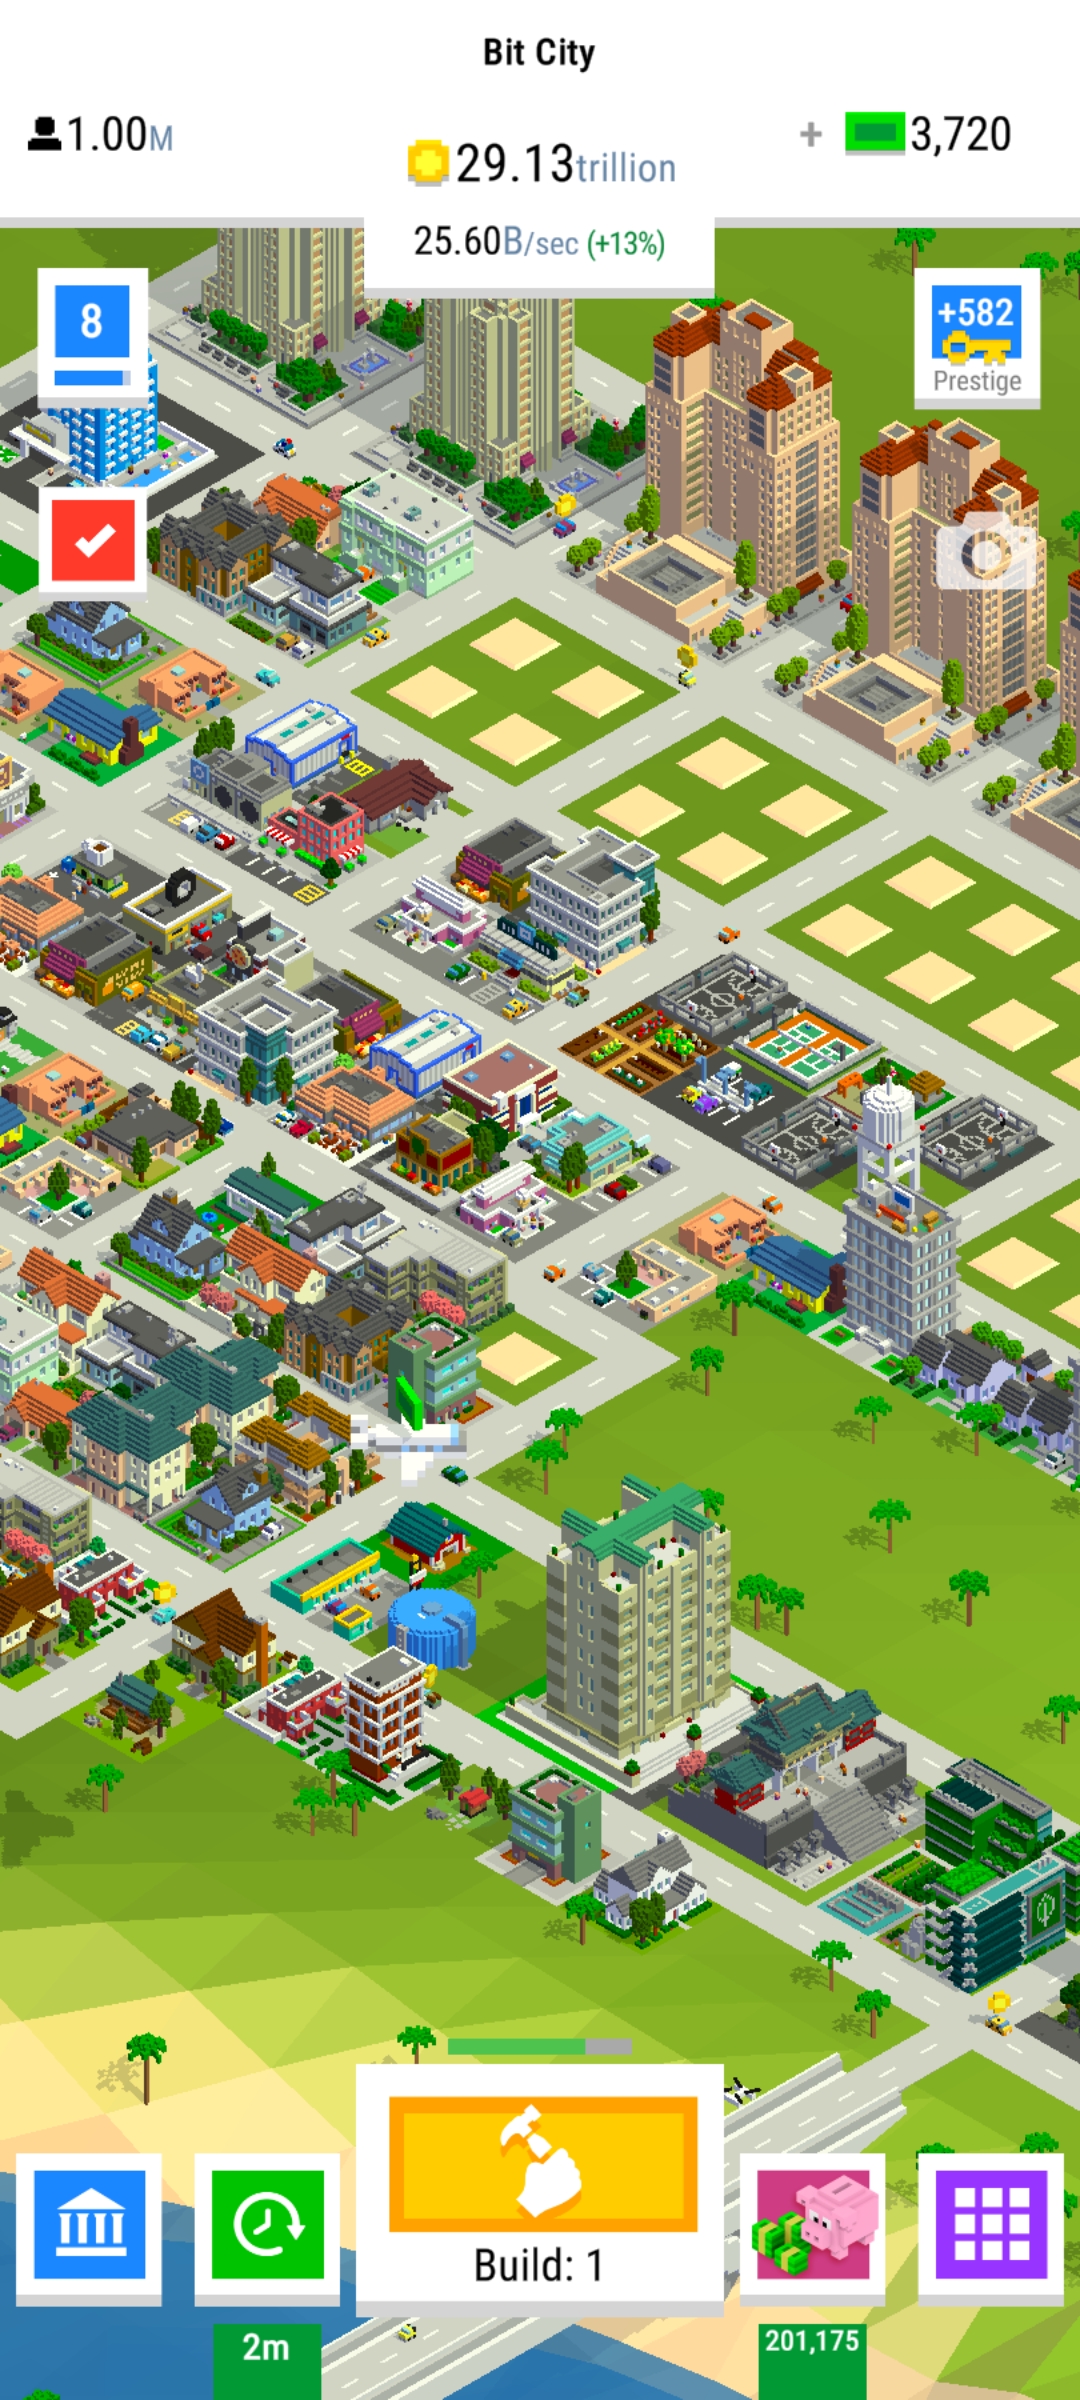 Bit City
1.00M
29.13trillion
+ 3,720
25.60B/sec (+13%)
8
+582
Prestige
Build: 1
2m
201,175